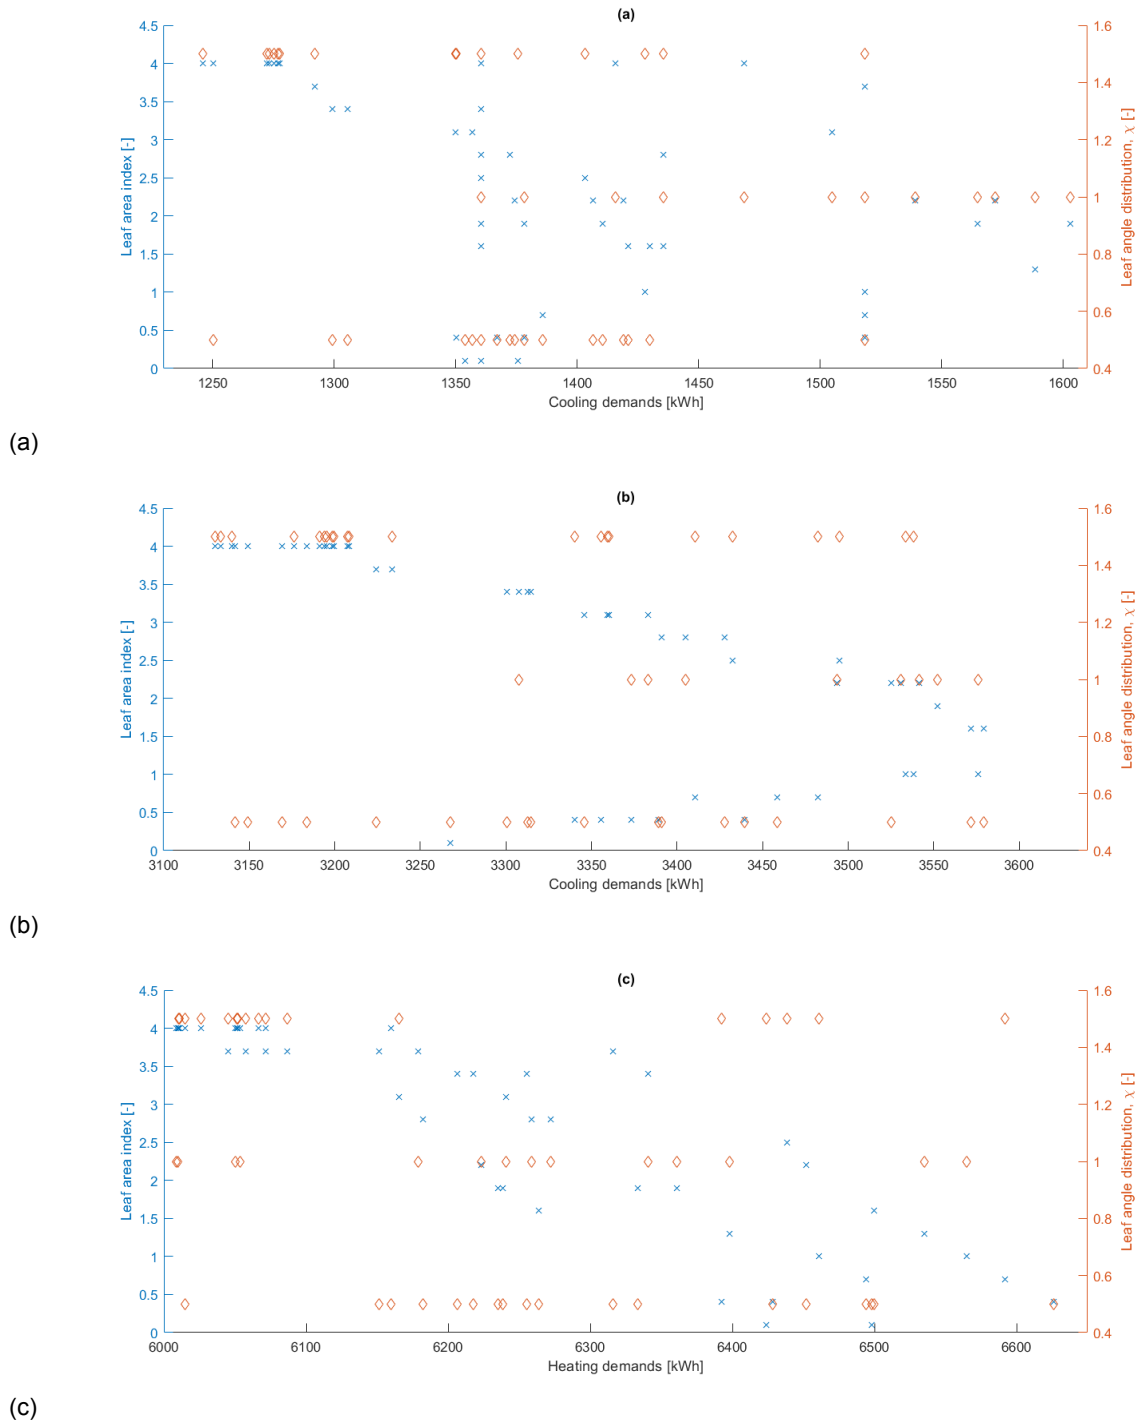 (a)
4.5
4
3.5
3
2.5
2
1.5
1
0.5
0
1.6
1.4
1.2
1
0.8
0.6
0.4
Leaf area index [-]
Leaf angle distribution, χ [-]
1250 1300 1350 1400 1450 1500 1550 1600
Cooling demands [kWh]
(a)
(b)
4.5
4
3.5
3
2.5
2
1.5
1
0.5
0
1.6
1.4
1.2
1
0.8
0.6
0.4
Leaf area index [-]
Leaf angle distribution, χ [-]
3100 3150 3200 3250 3300 3350 3400 3450 3500 3550 3600
Cooling demands [kWh]
(b)
(c)
4.5
4
3.5
3
2.5
2
1.5
1
0.5
0
1.6
1.4
1.2
1
0.8
0.6
0.4
Leaf area index [-]
Leaf angle distribution, χ [-]
6000 6100 6200 6300 6400 6500 6600
Heating demands [kWh]
(c)